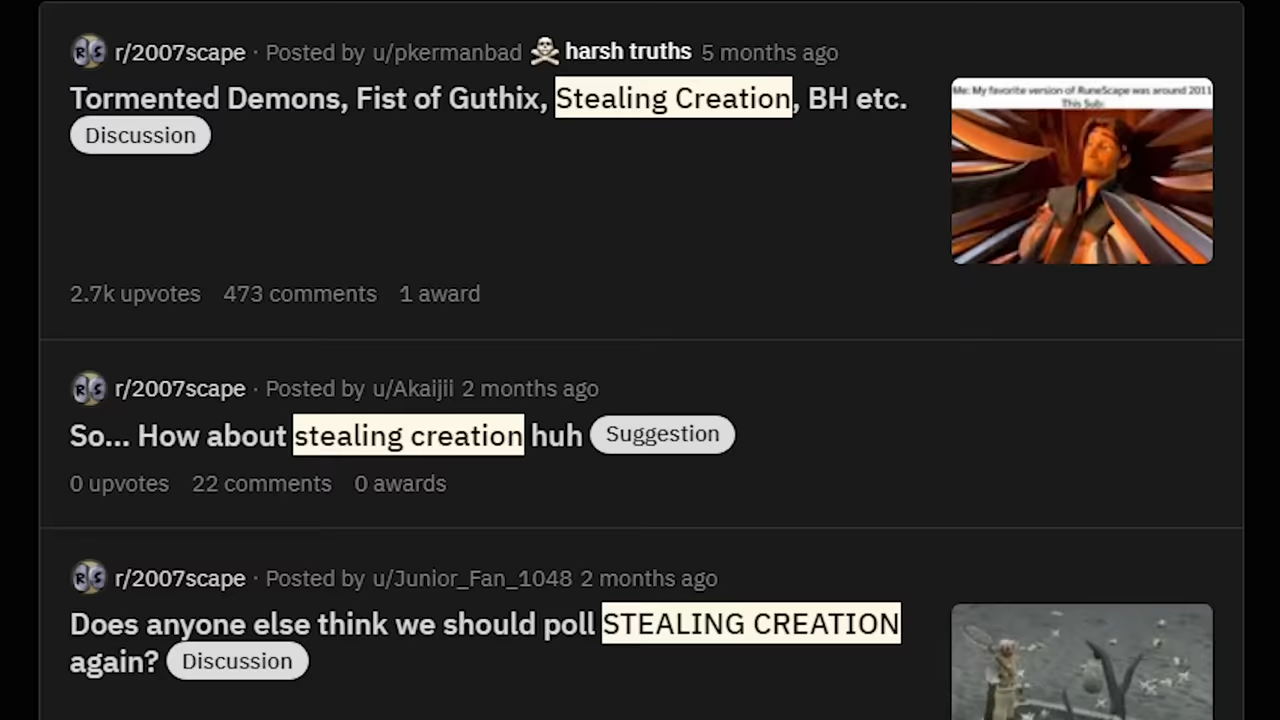 r/2007scape · Posted by u/pkermanbad harsh truths 5 months ago
Tormented Demons, Fist of Guthix, Stealing Creation, BH etc.
Discussion
Me: My favorite version of RuneScape was around 2011
This Sub:
2.7k upvotes 473 comments 1 award
r/2007scape · Posted by u/Akaijii 2 months ago
So... How about stealing creation huh Suggestion
0 upvotes 22 comments 0 awards
r/2007scape · Posted by u/Junior_Fan_1048 2 months ago
Does anyone else think we should poll STEALING CREATION
again? Discussion